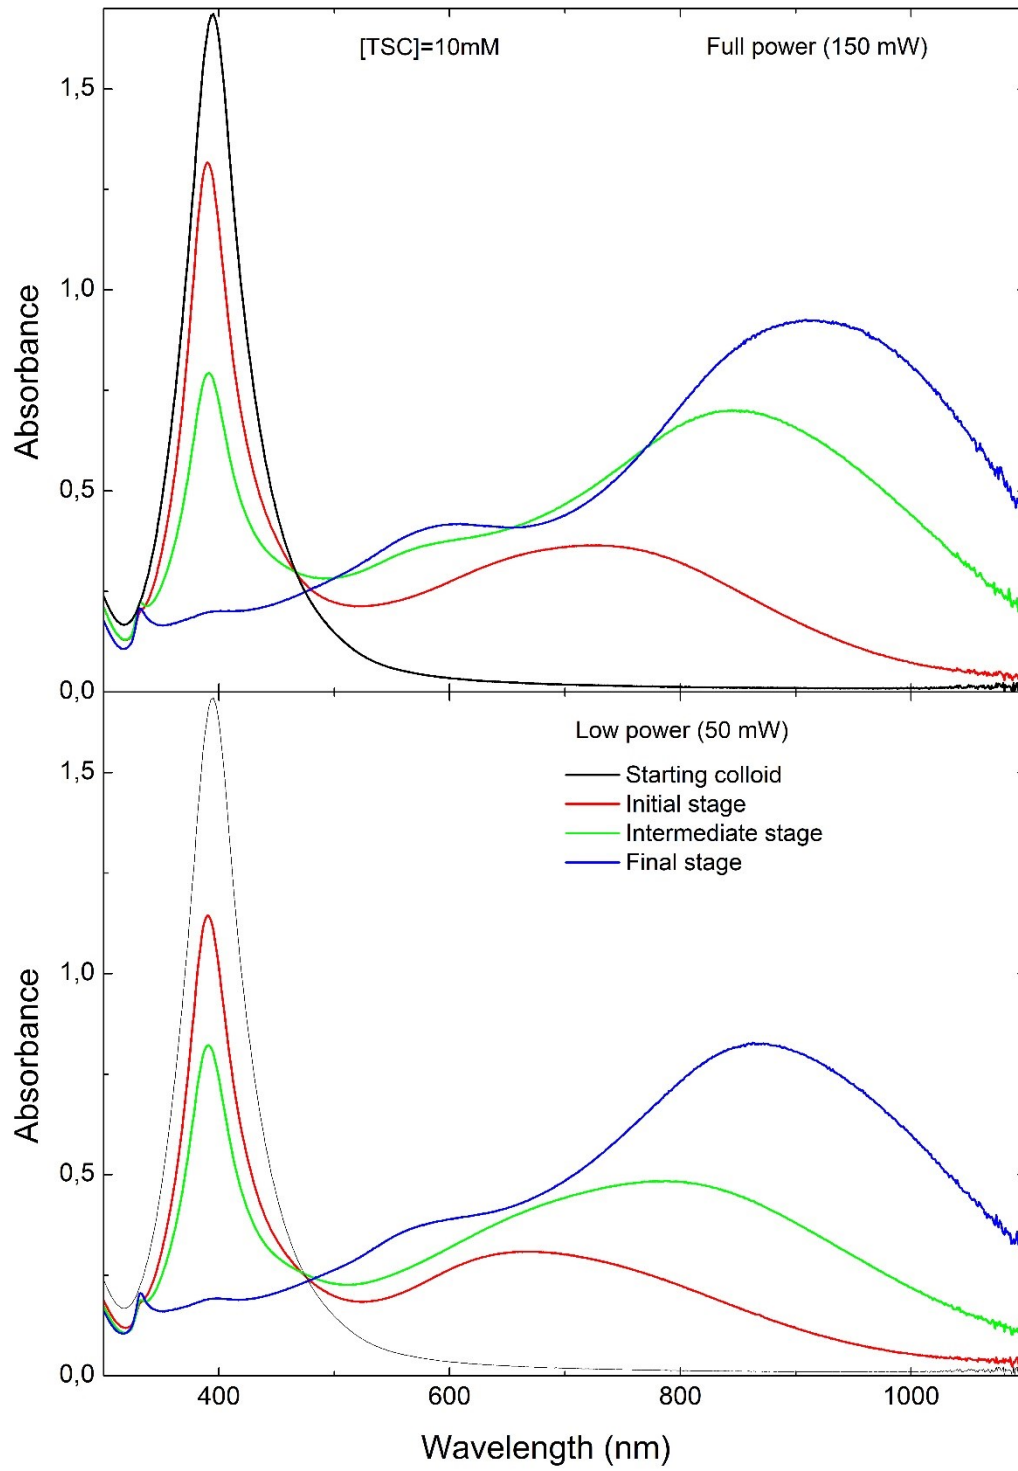 [TSC]=10mM
Full power (150 mW)
1,5
1,0
0,5
0,0
Absorbance
Low power (50 mW)
Starting colloid
Initial stage
Intermediate stage
Final stage
1,5
1,0
0,5
0,0
Absorbance
400
600
800
1000
Wavelength (nm)